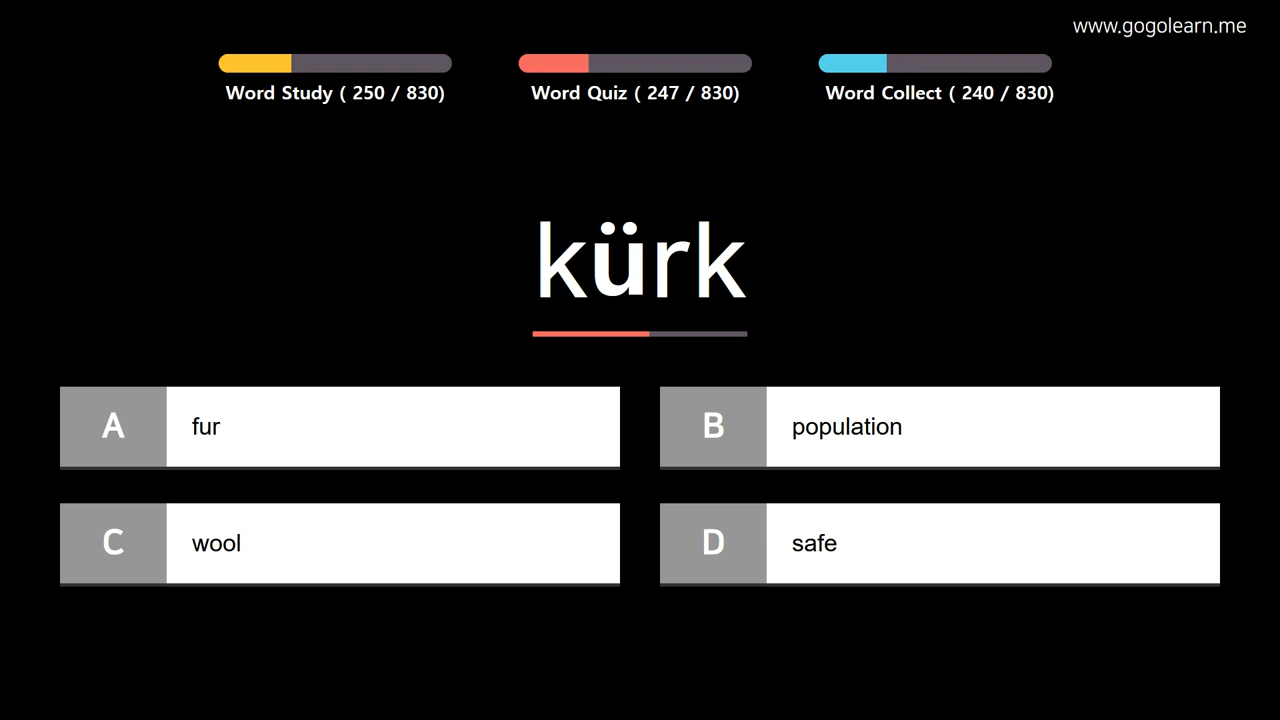 www.gogolearn.me
Word Study ( 250 / 830)
Word Quiz ( 247 / 830)
Word Collect ( 240 / 830)
kürk
A fur
B population
C wool
D safe